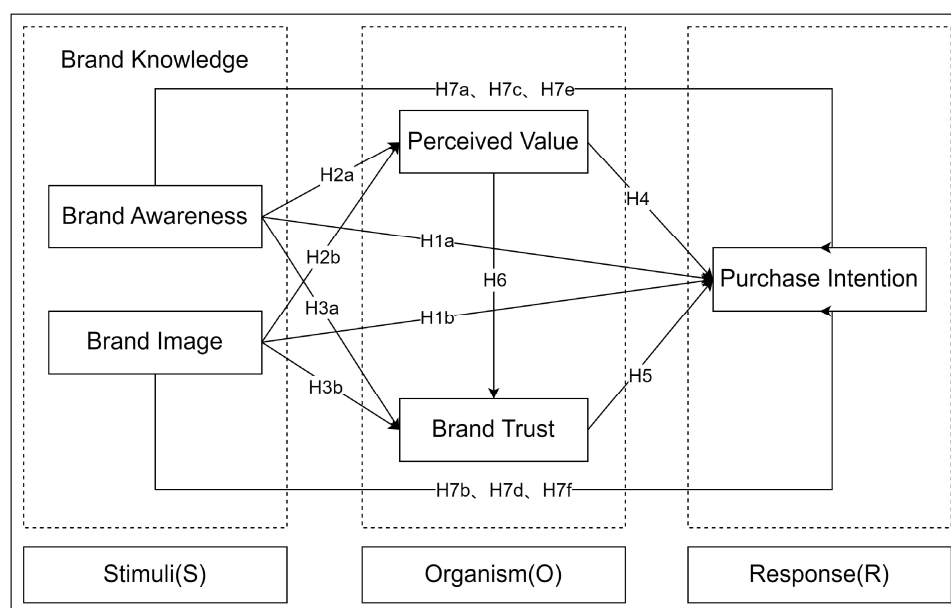 Brand Knowledge
H7a、H7c、H7e
Perceived Value
H2a
H4
Brand Awareness
H1a
H2b
H6
Purchase Intention
H3a
H1b
Brand Image
H3b
H5
Brand Trust
H7b、H7d、H7f
Stimuli(S)
Organism(O)
Response(R)